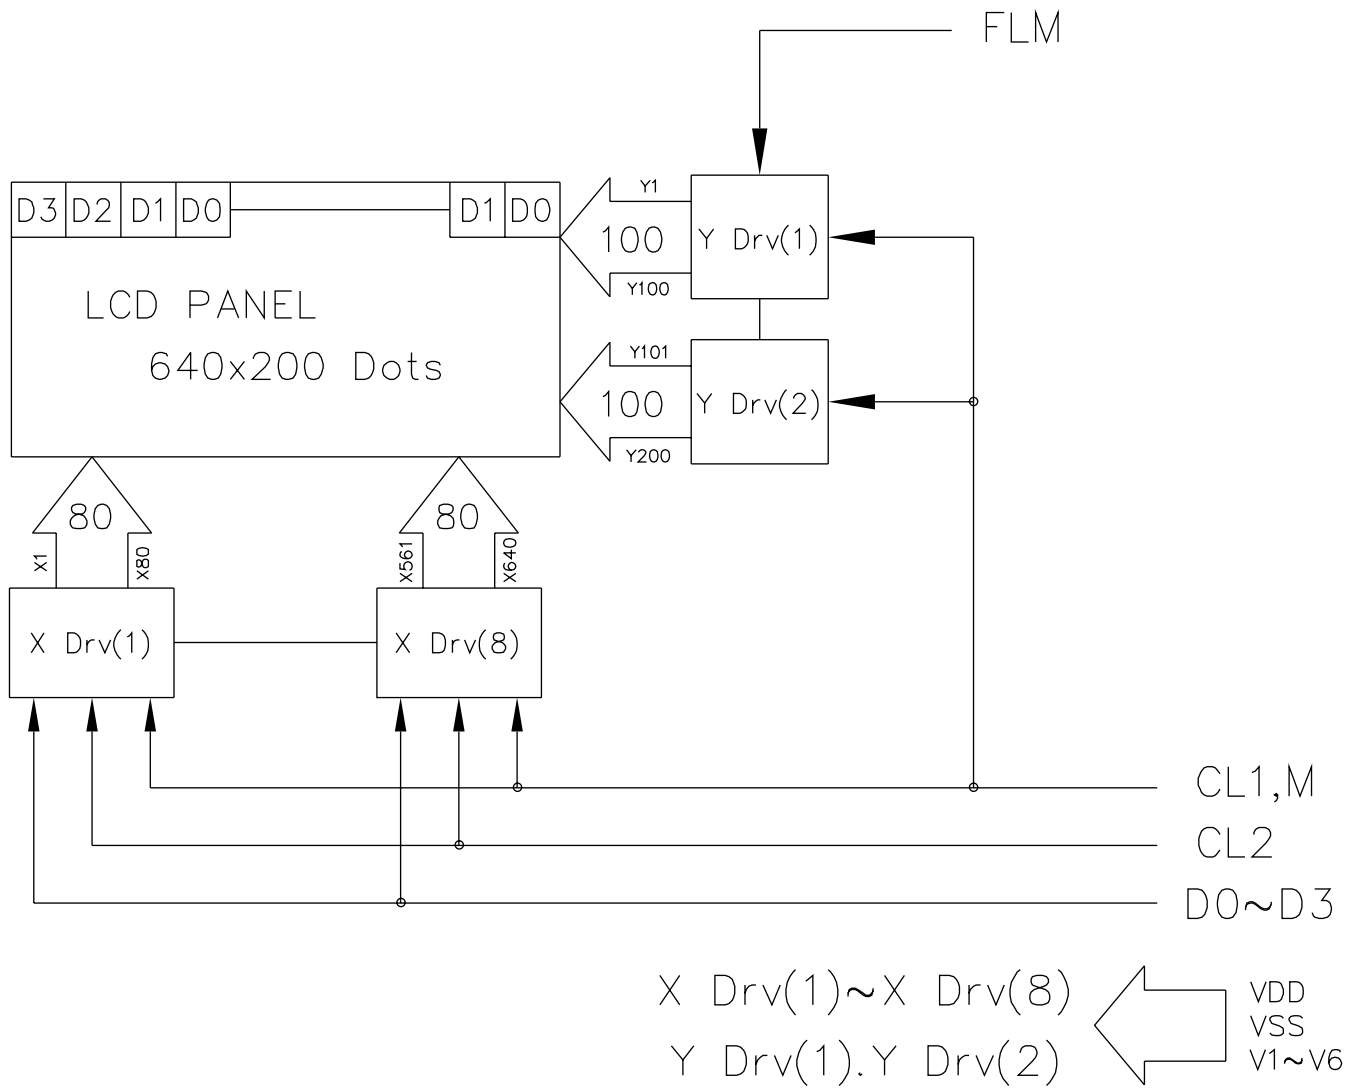 FLM
D3 D2 D1 D0 D1 D0
Y1
100
Y100
Y Drv(1)
LCD PANEL
640x200 Dots
Y101
100
Y200
Y Drv(2)
80
X1
X80
80
X561
X640
X Drv(1)
X Drv(8)
CL1,M
CL2
D0~D3
X Drv(1)~X Drv(8)
Y Drv(1).Y Drv(2)
VDD
VSS
V1~V6